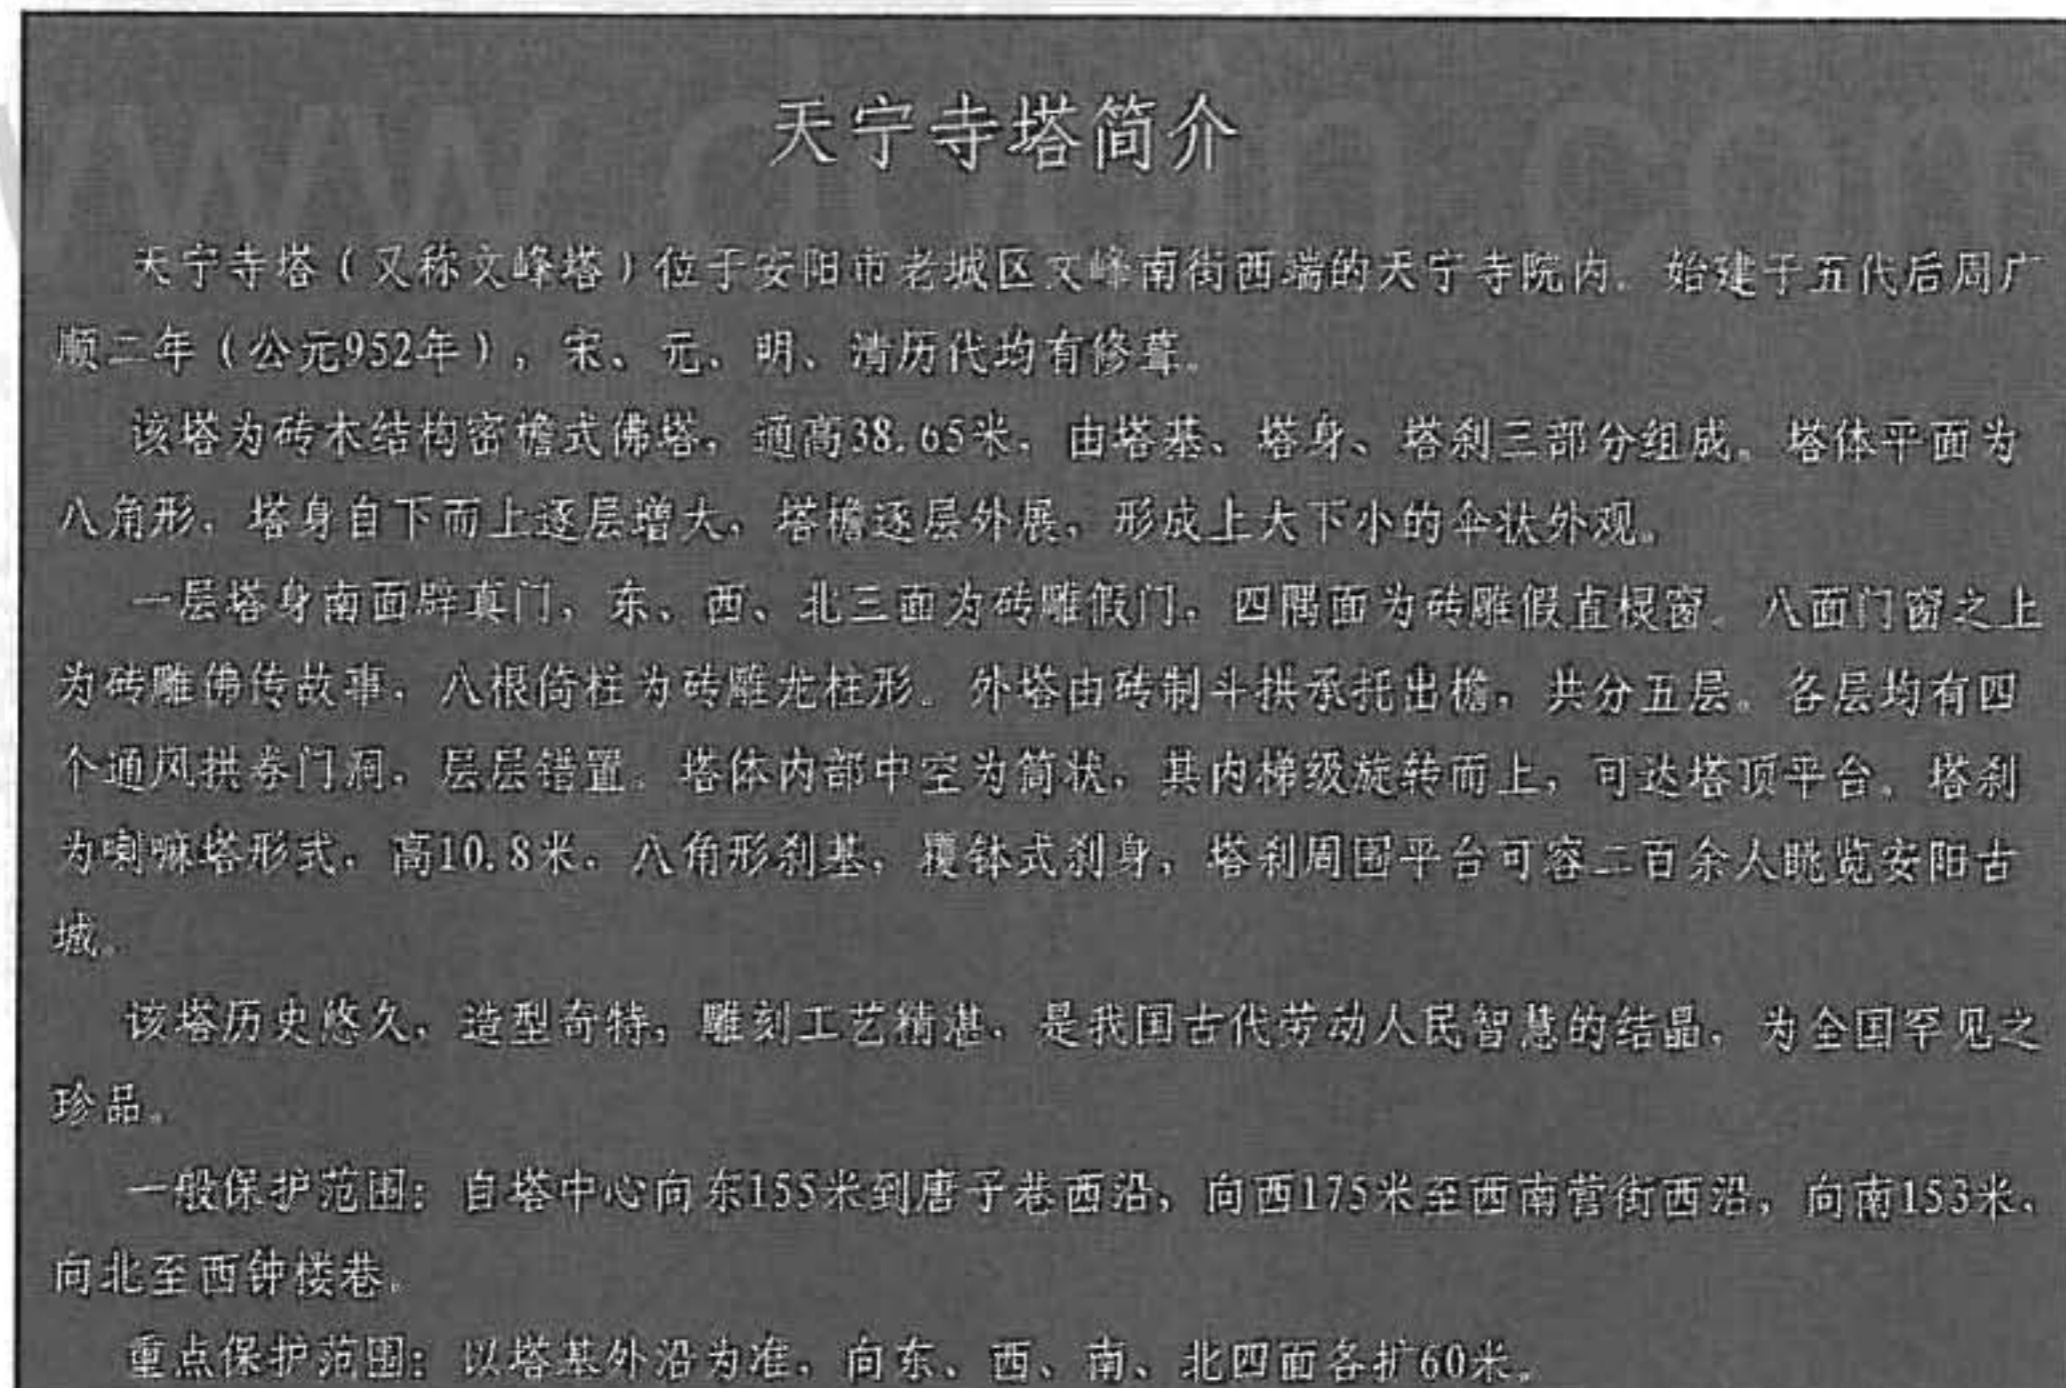 天宁寺塔简介
天宁寺塔(又称文峰塔)位于安阳市老城区文峰南街西端的天宁寺院内。始建于五代后周广
顺二年(公元952年),宋、元、明、清历代均有修葺。
该塔为砖木结构密檐式佛塔,通高38.65米,由塔基、塔身、塔刹三部分组成。塔体平面为
八角形,塔身自下而上逐层增大,塔檐逐层外展,形成上大下小的伞状外观。
一层塔身南面辟真门,东、西、北三面为砖雕假门,四隅面为砖雕假直棂窗。八面门窗之上
为砖雕佛传故事,八根倚柱为砖雕龙柱形。外塔由砖制斗拱承托出檐,共分五层。各层均有四
个通风拱券门洞,层层错置。塔体内部中空为筒状,其内梯级旋转而上,可达塔顶平台。塔刹
为喇嘛塔形式,高10.8米,八角形刹基,覆钵式刹身,塔刹周围平台可容二百余人眺览安阳古
城。
该塔历史悠久,造型奇特,雕刻工艺精湛,是我国古代劳动人民智慧的结晶,为全国罕见之
珍品。
一般保护范围:自塔中心向东155米到唐子巷西沿,向西175米至西南营街西沿,向南153米,
向北至西钟楼巷。
重点保护范围:以塔基外沿为准,向东、西、南、北四面各扩60米。